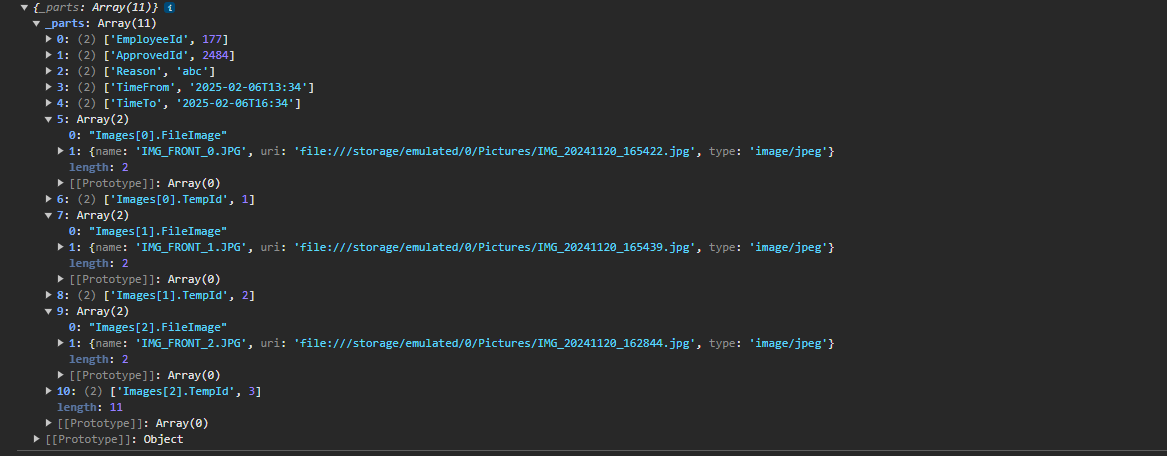 ▼ {_parts: Array(11)} i
▼ _parts: Array(11)
▶ 0: (2) ['EmployeeId', 177]
▶ 1: (2) ['ApprovedId', 2484]
▶ 2: (2) ['Reason', 'abc']
▶ 3: (2) ['TimeFrom', '2025-02-06T13:34']
▶ 4: (2) ['TimeTo', '2025-02-06T16:34']
▼ 5: Array(2)
0: "Images[0].FileImage"
▶ 1: {name: 'IMG_FRONT_0.JPG', uri: 'file:///storage/emulated/0/Pictures/IMG_20241120_165422.jpg', type: 'image/jpeg'}
length: 2
▶ [[Prototype]]: Array(0)
▶ 6: (2) ['Images[0].TempId', 1]
▼ 7: Array(2)
0: "Images[1].FileImage"
▶ 1: {name: 'IMG_FRONT_1.JPG', uri: 'file:///storage/emulated/0/Pictures/IMG_20241120_165439.jpg', type: 'image/jpeg'}
length: 2
▶ [[Prototype]]: Array(0)
▶ 8: (2) ['Images[1].TempId', 2]
▼ 9: Array(2)
0: "Images[2].FileImage"
▶ 1: {name: 'IMG_FRONT_2.JPG', uri: 'file:///storage/emulated/0/Pictures/IMG_20241120_162844.jpg', type: 'image/jpeg'}
length: 2
▶ [[Prototype]]: Array(0)
▶ 10: (2) ['Images[2].TempId', 3]
length: 11
▶ [[Prototype]]: Array(0)
▶ [[Prototype]]: Object